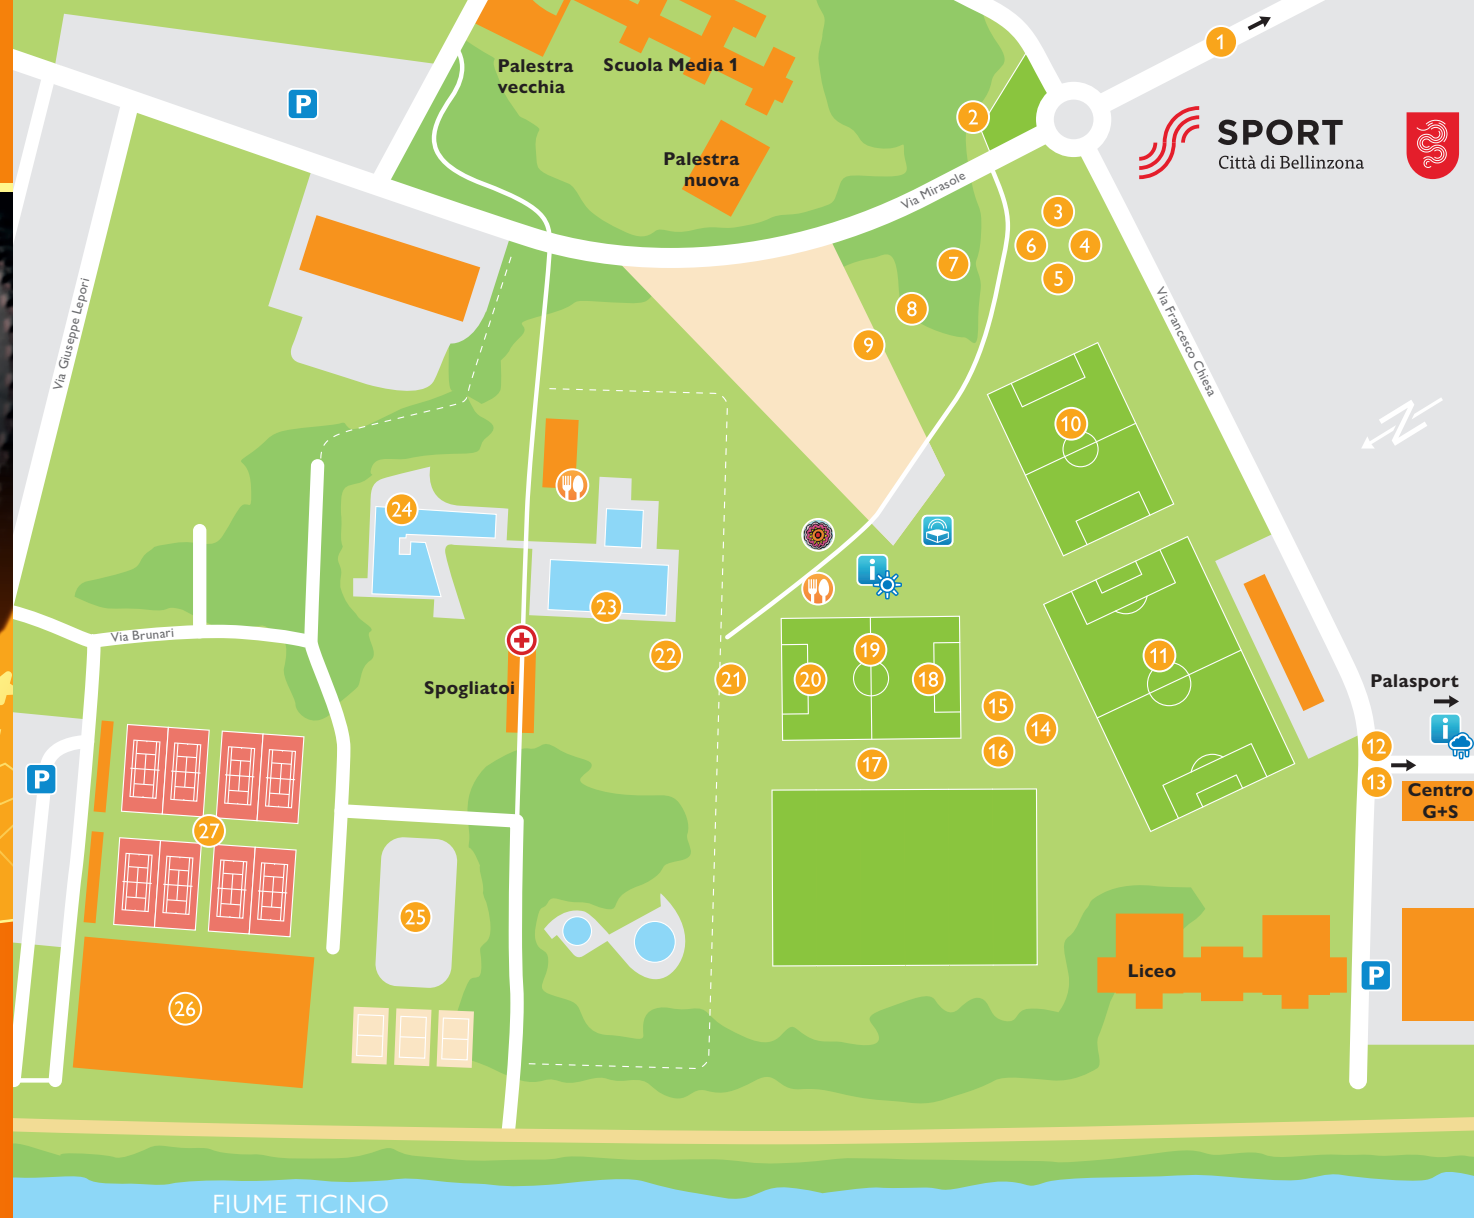 1
Palestra
vecchia
Scuola Media 1
P
2
SPORT
Città di Bellinzona
Palestra
nuova
Via Mirasole
3
6
4
5
7
8
9
Via Giuseppe Lepori
Via Francesco Chiesa
N
10
24
i
23
Via Brunari
22
21
19
20
18
11
Spogliatoi
15
14
16
17
Palasport
i
12
13
Centro
G+S
P
27
25
Liceo
P
26
FIUME TICINO